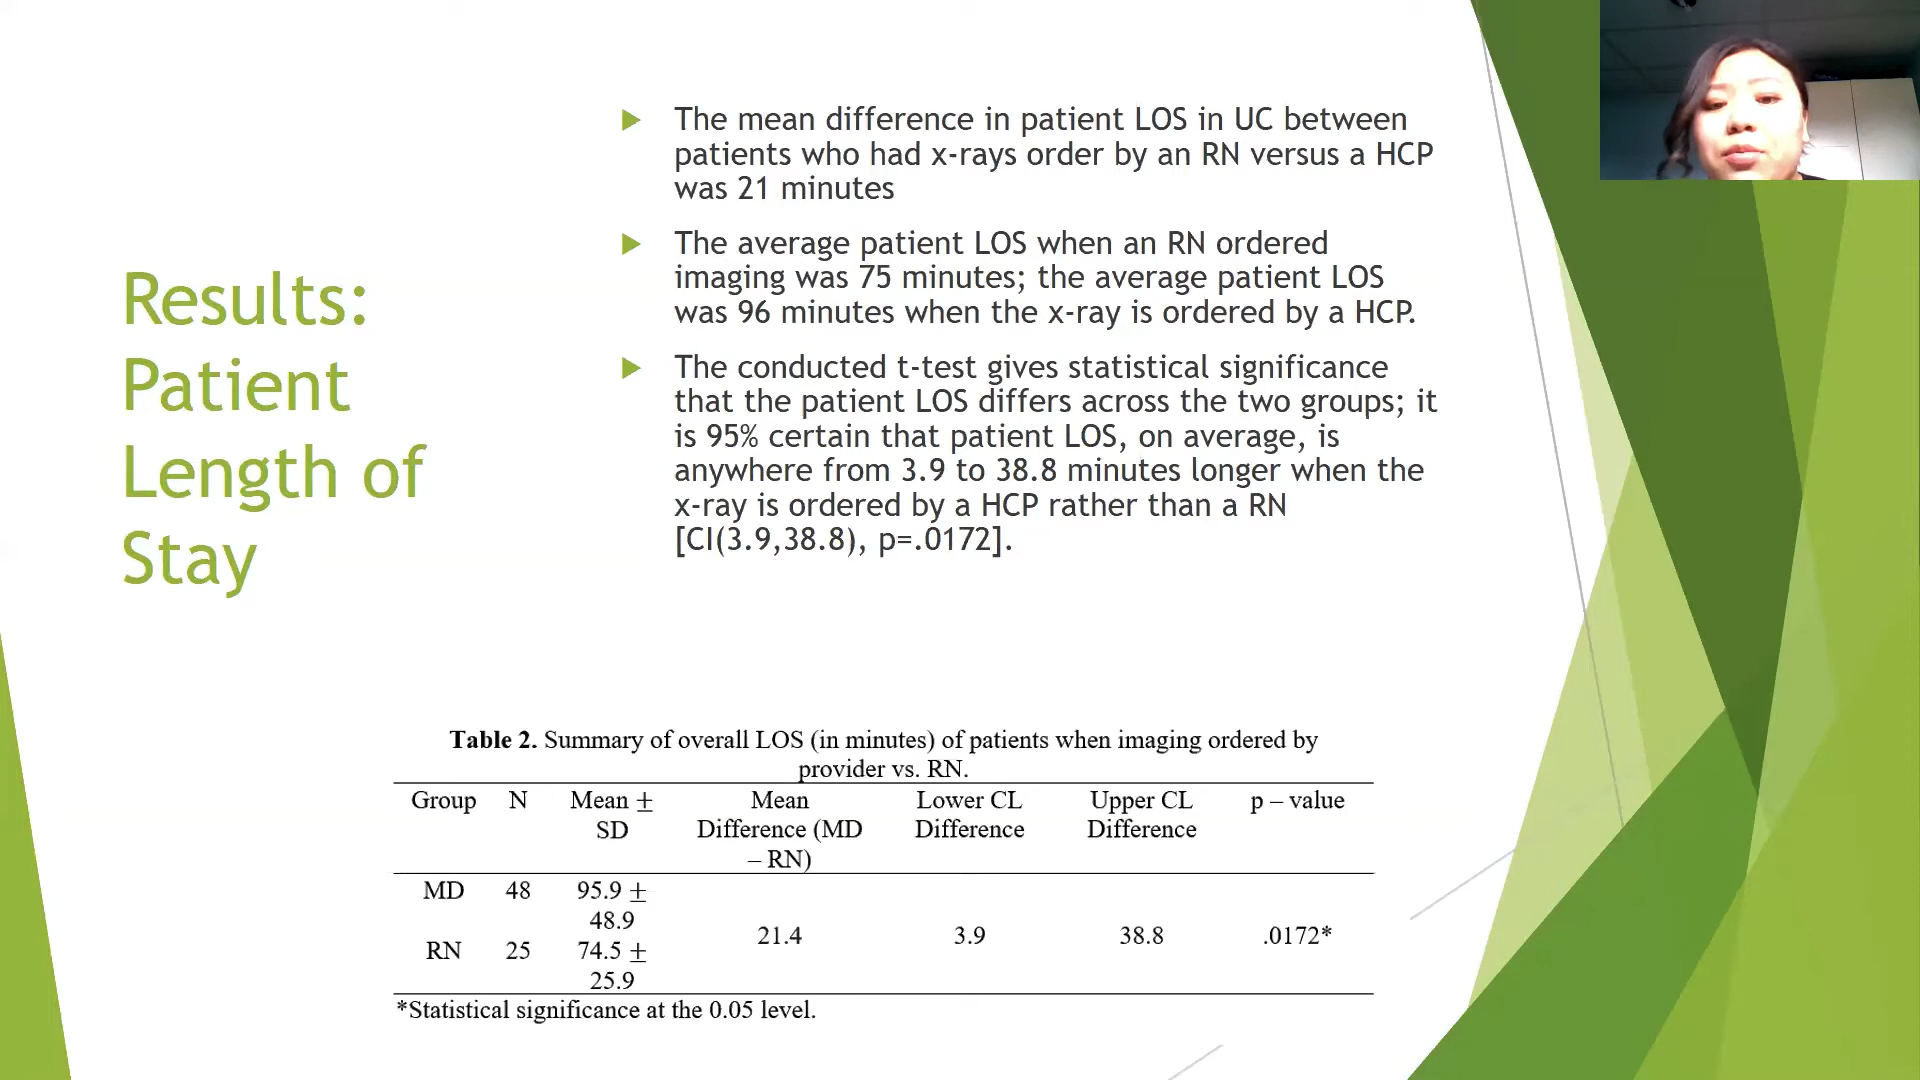 Results:
Patient
Length of
Stay
The mean difference in patient LOS in UC between
patients who had x-rays order by an RN versus a HCP
was 21 minutes
The average patient LOS when an RN ordered
imaging was 75 minutes; the average patient LOS
was 96 minutes when the x-ray is ordered by a HCP.
The conducted t-test gives statistical significance
that the patient LOS differs across the two groups; it
is 95% certain that patient LOS, on average, is
anywhere from 3.9 to 38.8 minutes longer when the
x-ray is ordered by a HCP rather than a RN
[CI(3.9,38.8), p=.0172].
Table 2. Summary of overall LOS (in minutes) of patients when imaging ordered by
provider vs. RN.
Group N Mean ± Mean Lower CL Upper CL p – value
SD Difference (MD Difference Difference
– RN)
MD 48 95.9 ±
48.9
21.4 3.9 38.8 .0172*
RN 25 74.5 ±
25.9
*Statistical significance at the 0.05 level.